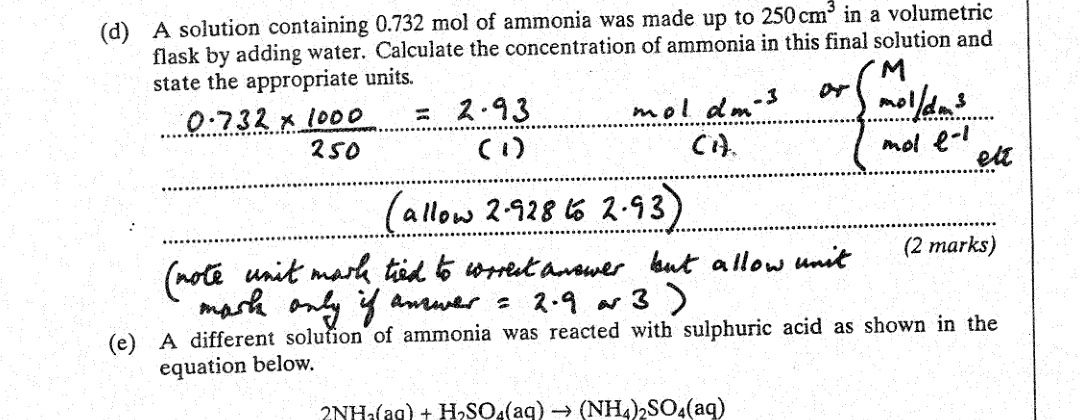 (d) A solution containing 0.732 mol of ammonia was made up to 250 cm³ in a volumetric
flask by adding water. Calculate the concentration of ammonia in this final solution and
state the appropriate units.
0.732 × 1000 = 2.93 mol dm⁻³ or { M
250 (1) (1). mol/dm³
mol l⁻¹ etc
(allow 2.928 to 2.93)
(2 marks)
(note unit mark tied to correct answer but allow unit
mark only if answer = 2.9 or 3 )
(e) A different solution of ammonia was reacted with sulphuric acid as shown in the
equation below.
2NH₃(aq) + H₂SO₄(aq) → (NH₄)₂SO₄(aq)